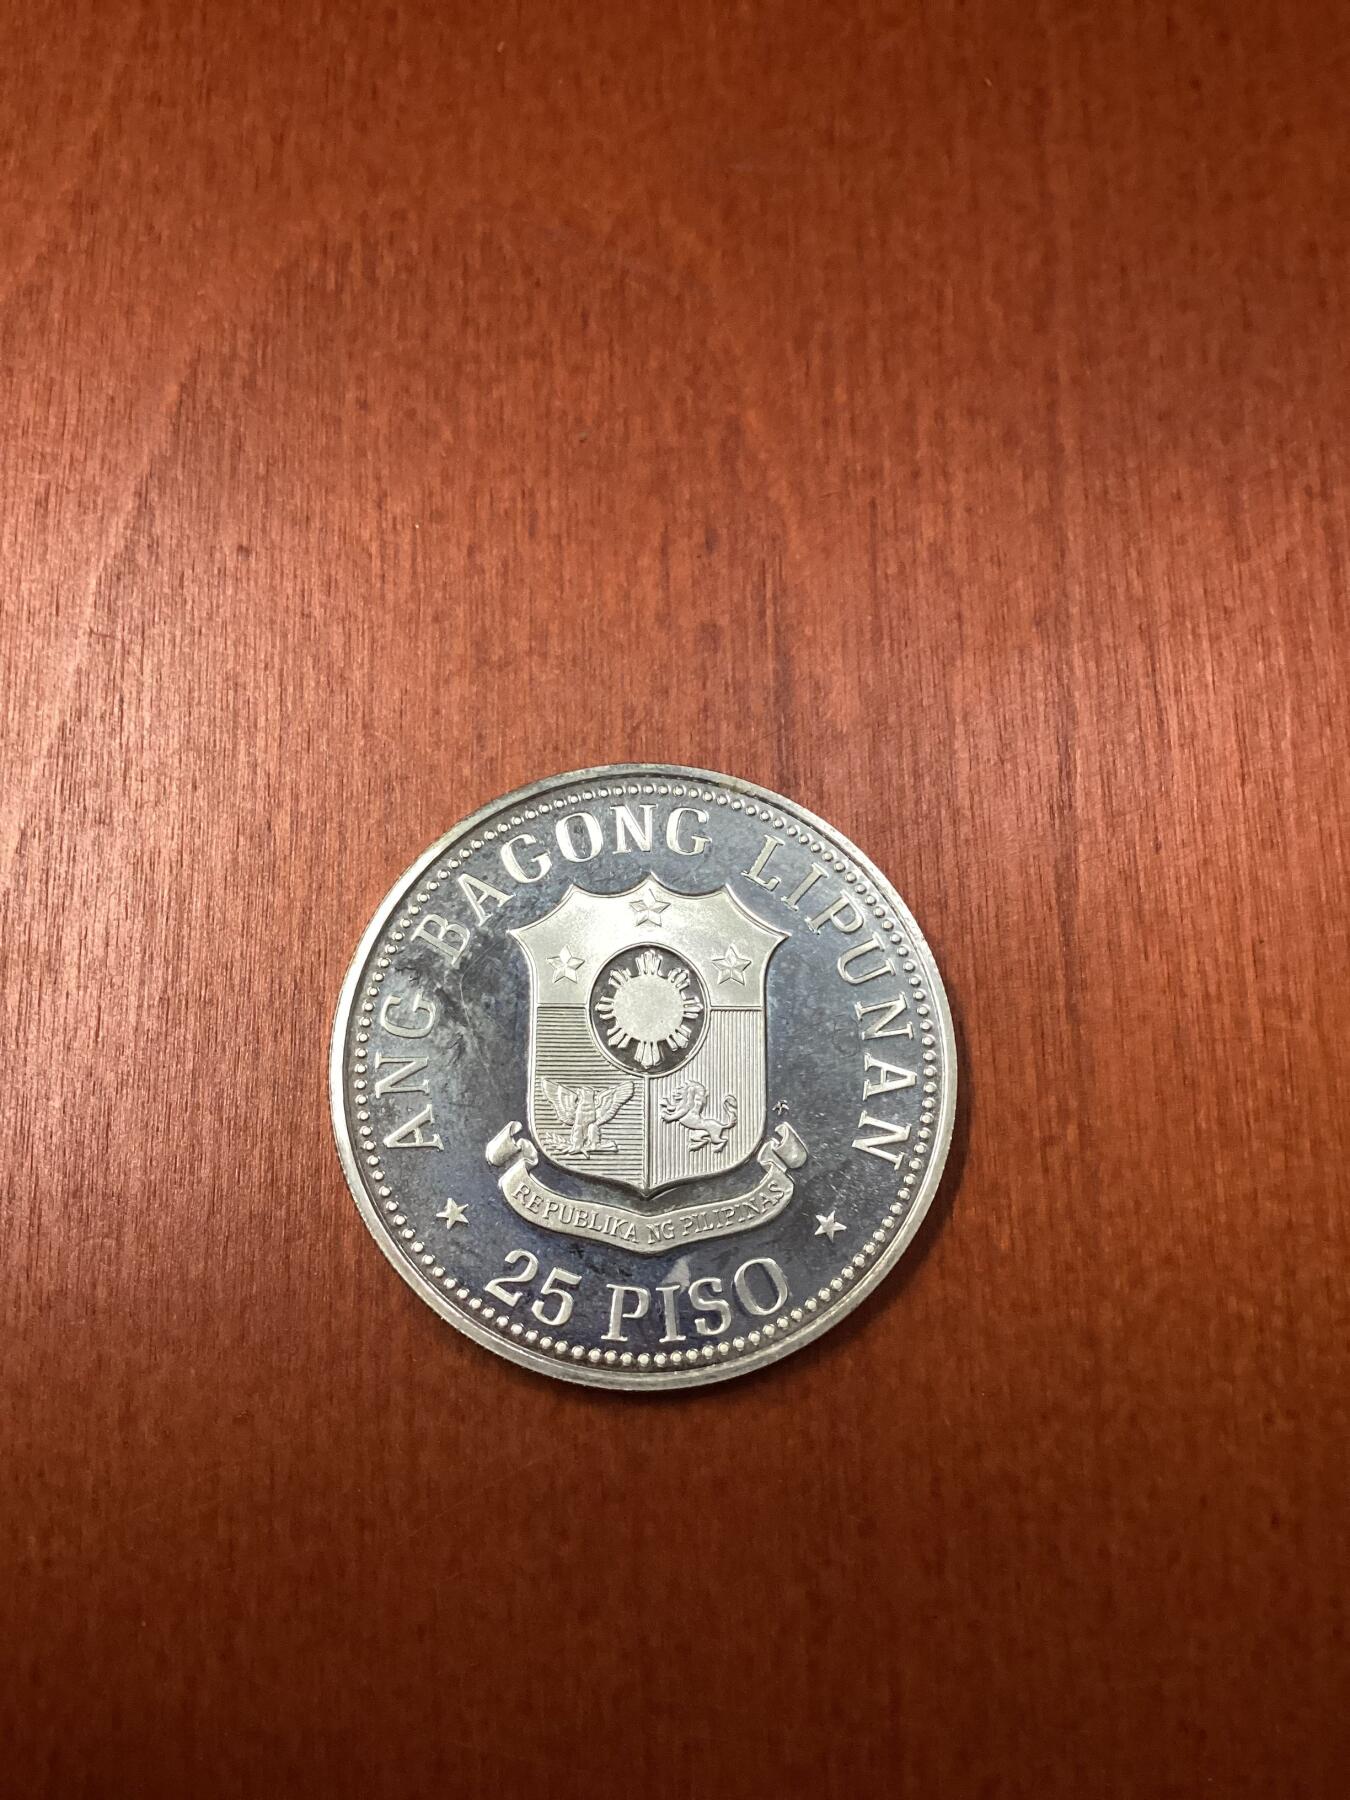 ANG BAGONG LIPUNAN
REPUBLIKA NG PILIPINAS
25 PISO